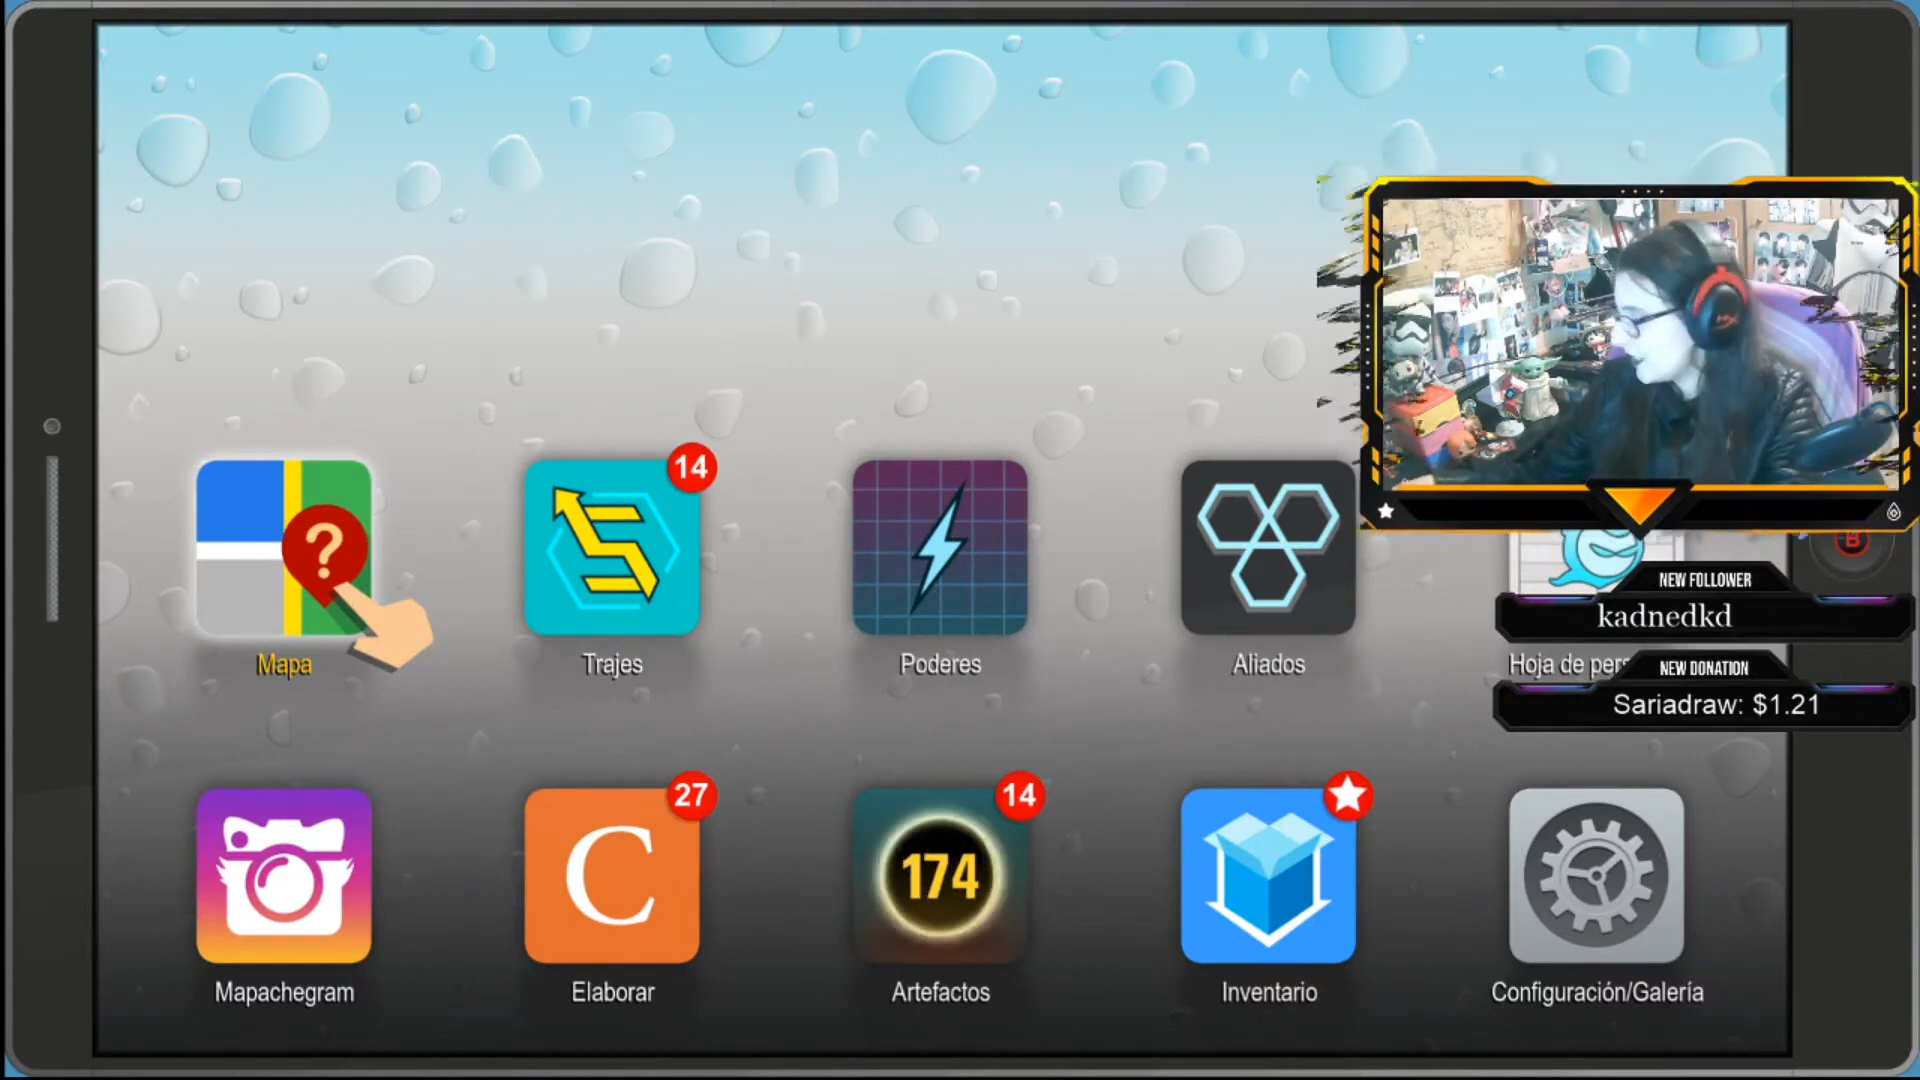 14
?
Mapa
Trajes
Poderes
Aliados
Hoja de pers
B
NEW FOLLOWER
kadnedkd
NEW DONATION
Sariadraw: $1.21
27
C
174
14
Mapachegram
Elaborar
Artefactos
Inventario
Configuración/Galería